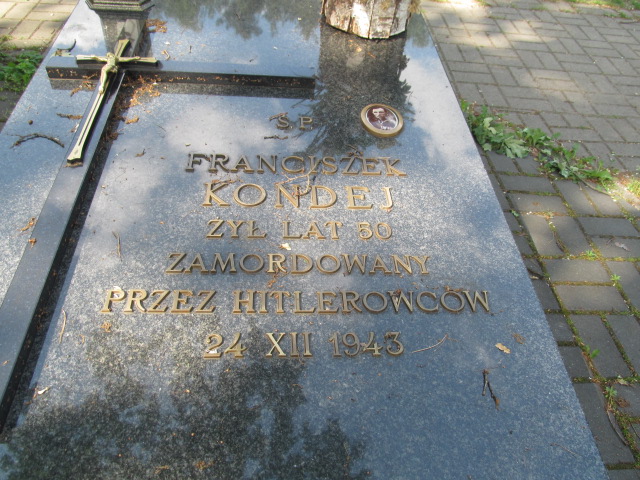 Ś.P.
FRANCISZEK
KONDEJ
ŻYŁ LAT 50
ZAMORDOWANY
PRZEZ HITLEROWCÓW
24 XII 1943